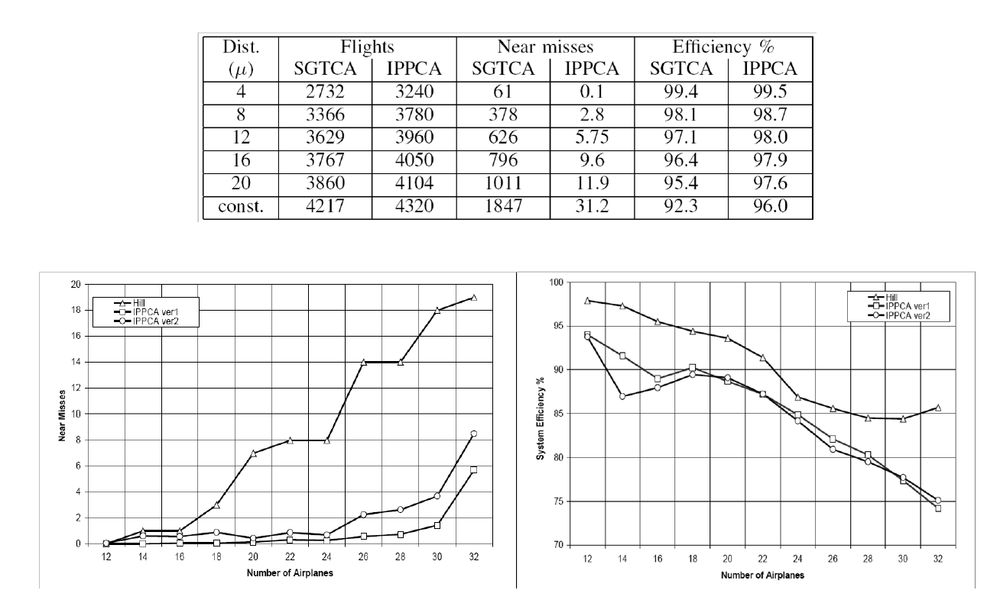 Dist. Flights Near misses Efficiency %
(μ) SGTCA IPPCA SGTCA IPPCA SGTCA IPPCA
4 2732 3240 61 0.1 99.4 99.5
8 3366 3780 378 2.8 98.1 98.7
12 3629 3960 626 5.75 97.1 98.0
16 3767 4050 796 9.6 96.4 97.9
20 3860 4104 1011 11.9 95.4 97.6
const. 4217 4320 1847 31.2 92.3 96.0
20
18
16
14
12
10
8
6
4
2
0
Near Misses
Hill
IPPCA ver1
IPPCA ver2
12 14 16 18 20 22 24 26 28 30 32
Number of Airplanes
100
95
90
85
80
75
70
System Efficiency %
Hill
IPPCA ver1
IPPCA ver2
12 14 16 18 20 22 24 26 28 30 32
Number of Airplanes